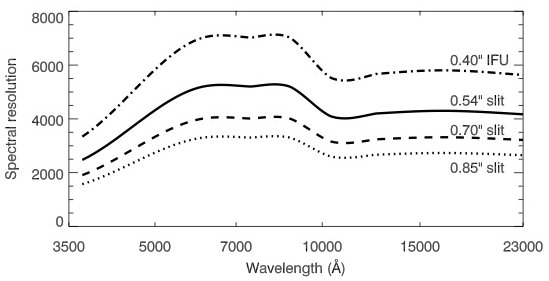 8000
6000
4000
2000
0
Spectral resolution
0.40" IFU
0.54" slit
0.70" slit
0.85" slit
3500 5000 7000 10000 15000 23000
Wavelength (Å)